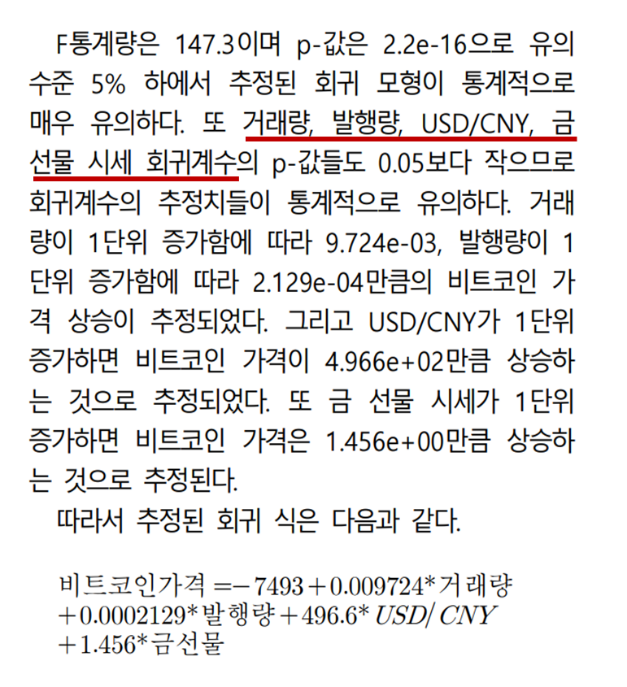 F통계량은 147.3이며 p-값은 2.2e-16으로 유의
수준 5% 하에서 추정된 회귀 모형이 통계적으로
매우 유의하다. 또 거래량, 발행량, USD/CNY, 금
선물 시세 회귀계수의 p-값들도 0.05보다 작으므로
회귀계수의 추정치들이 통계적으로 유의하다. 거래
량이 1단위 증가함에 따라 9.724e-03, 발행량이 1
단위 증가함에 따라 2.129e-04만큼의 비트코인 가
격 상승이 추정되었다. 그리고 USD/CNY가 1단위
증가하면 비트코인 가격이 4.966e+02만큼 상승하
는 것으로 추정되었다. 또 금 선물 시세가 1단위
증가하면 비트코인 가격은 1.456e+00만큼 상승하
는 것으로 추정된다.
따라서 추정된 회귀 식은 다음과 같다.
비트코인가격 =−7493+0.009724*거래량
+0.0002129*발행량+496.6*USD/CNY
+1.456*금선물